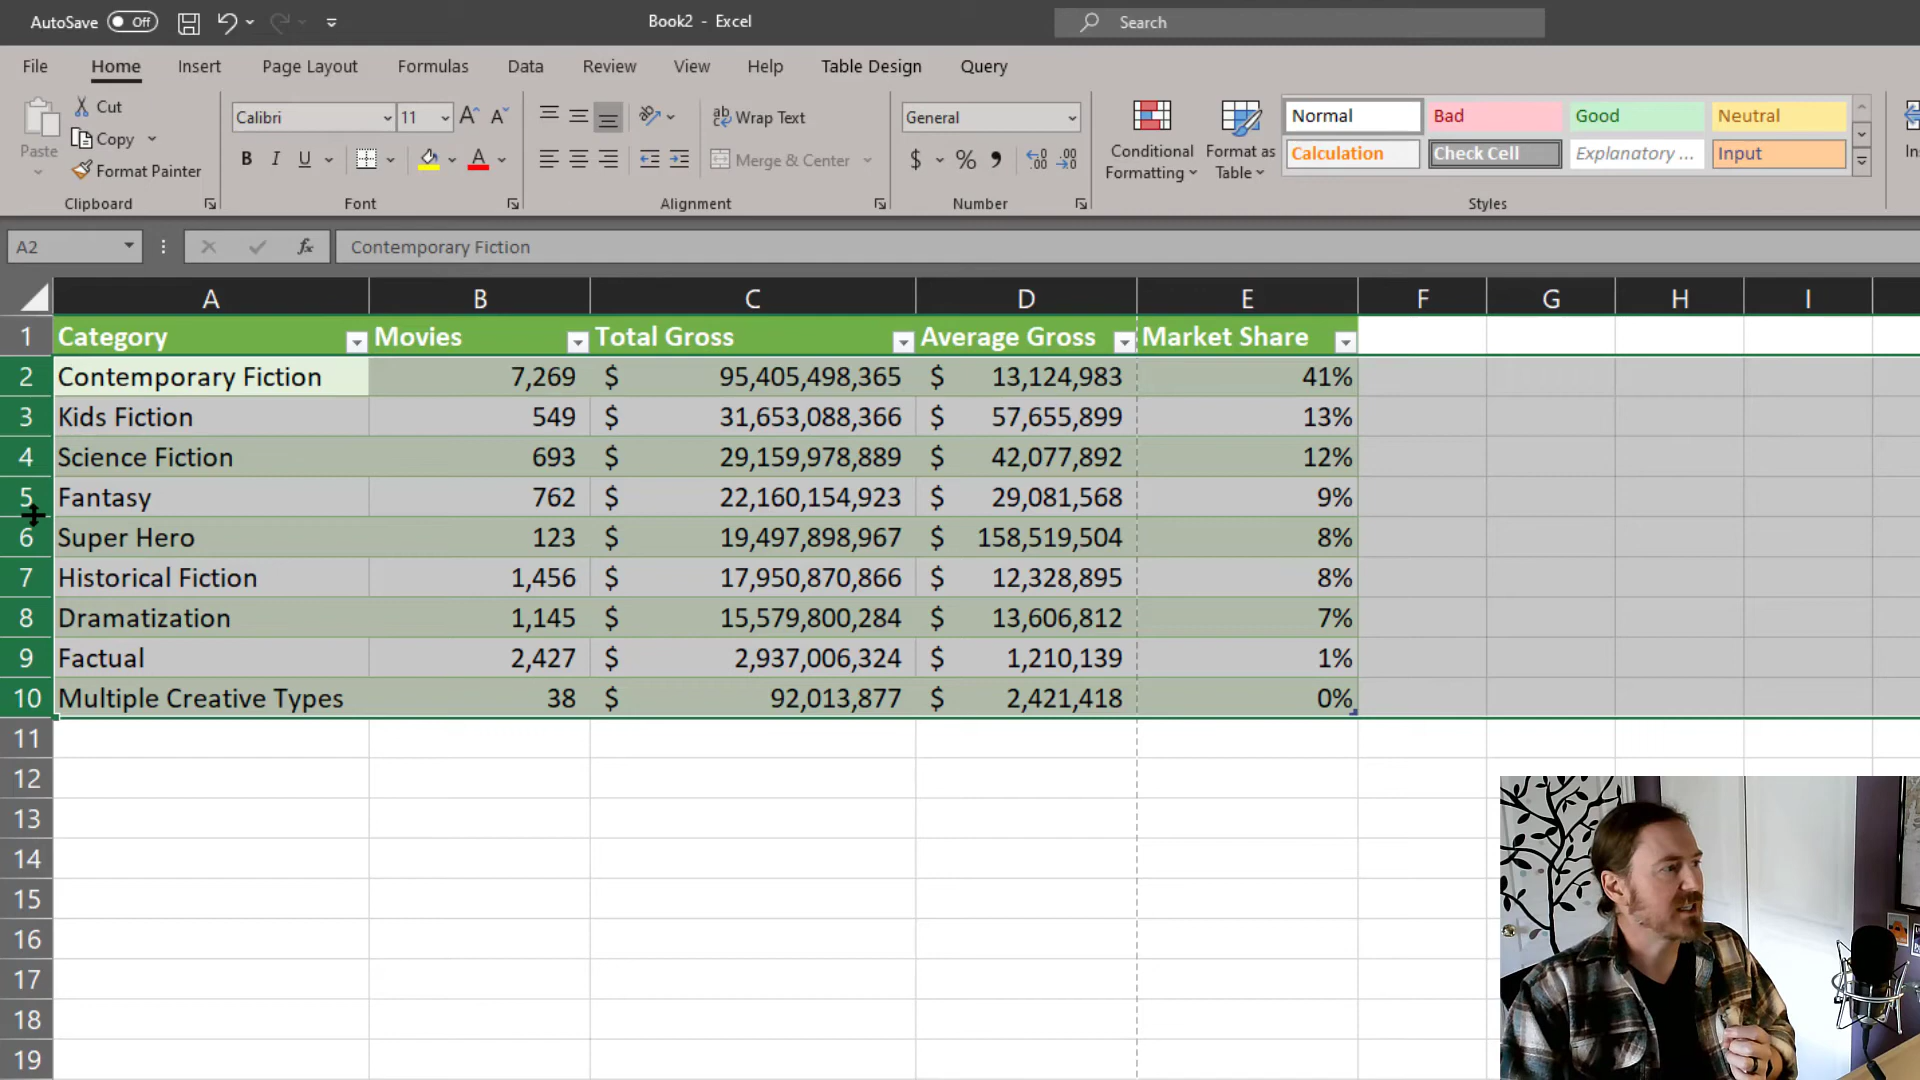 AutoSave Off Book2 - Excel Search
File Home Insert Page Layout Formulas Data Review View Help Table Design Query
Paste Cut Copy Format Painter Clipboard
Calibri 11 A A B I U A Font
ab Wrap Text Merge & Center Alignment
General $ % 9 .00 .00 Number
Conditional Formatting Format as Table
Normal Bad Good Neutral
Calculation Check Cell Explanatory ... Input
Styles
A2 fx Contemporary Fiction
A B C D E F G H I
1 Category Movies Total Gross Average Gross Market Share
2 Contemporary Fiction 7,269 $ 95,405,498,365 $ 13,124,983 41%
3 Kids Fiction 549 $ 31,653,088,366 $ 57,655,899 13%
4 Science Fiction 693 $ 29,159,978,889 $ 42,077,892 12%
5 Fantasy 762 $ 22,160,154,923 $ 29,081,568 9%
6 Super Hero 123 $ 19,497,898,967 $ 158,519,504 8%
7 Historical Fiction 1,456 $ 17,950,870,866 $ 12,328,895 8%
8 Dramatization 1,145 $ 15,579,800,284 $ 13,606,812 7%
9 Factual 2,427 $ 2,937,006,324 $ 1,210,139 1%
10 Multiple Creative Types 38 $ 92,013,877 $ 2,421,418 0%
11
12
13
14
15
16
17
18
19